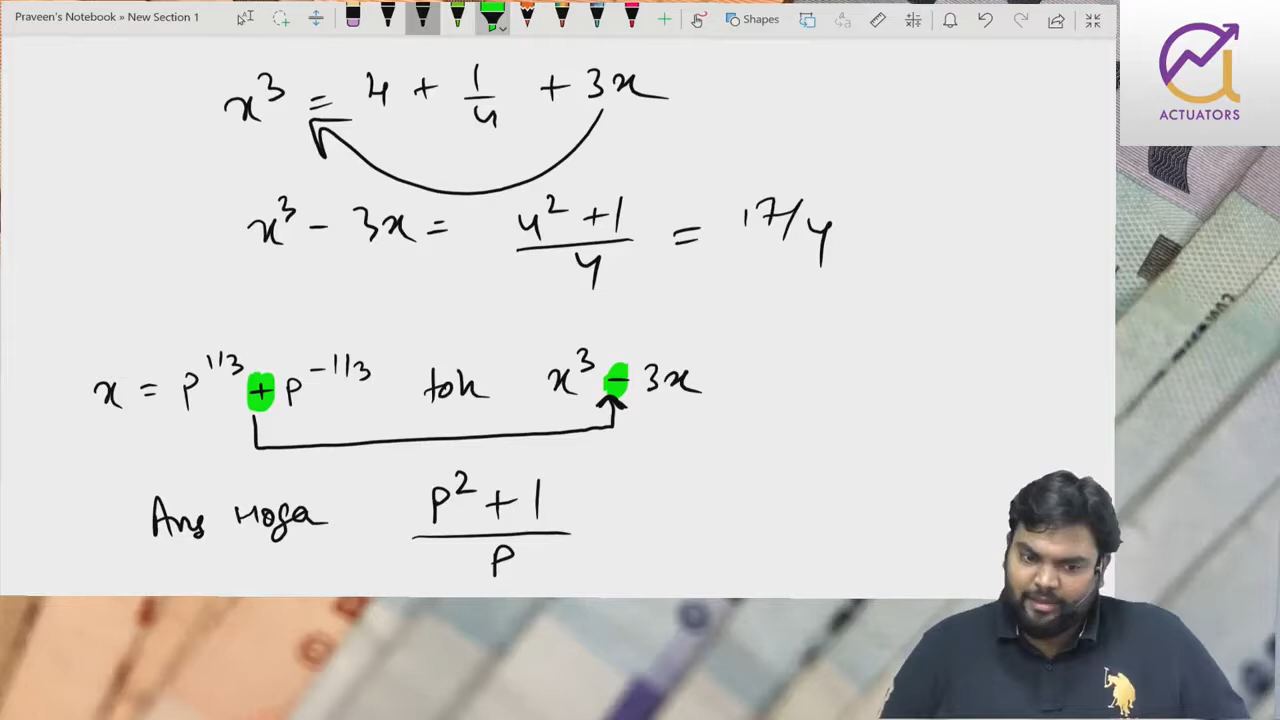 Praveen's Notebook » New Section 1
Shapes
ACTUATORS
x³ = 4 + 1/4 + 3x
x³ - 3x = (4² + 1)/4 = 17/4
x = p^1/3 + p^-1/3 toh x³ - 3x
Ans hoga (p² + 1)/p